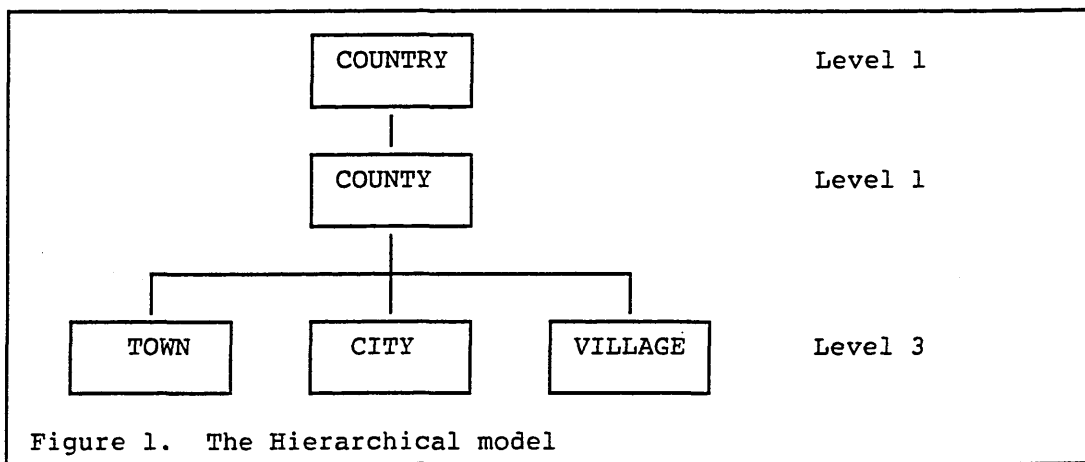 COUNTRY Level 1
COUNTY Level 1
TOWN CITY VILLAGE Level 3
Figure 1. The Hierarchical model